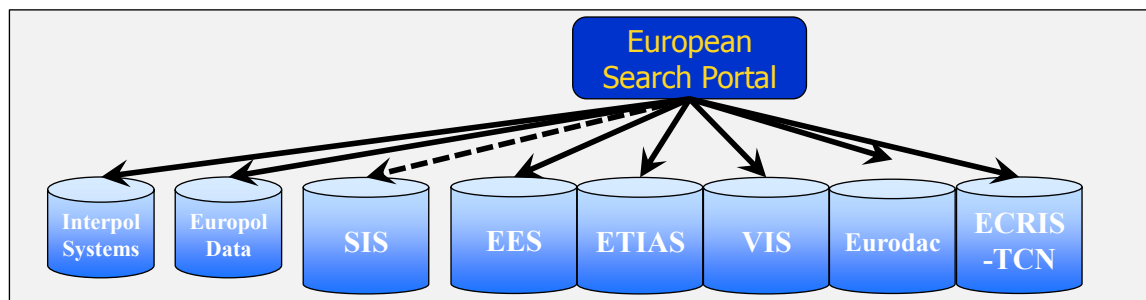 European
Search Portal
Interpol
Systems
Europol
Data
SIS
EES
ETIAS
VIS
Eurodac
ECRIS
-TCN